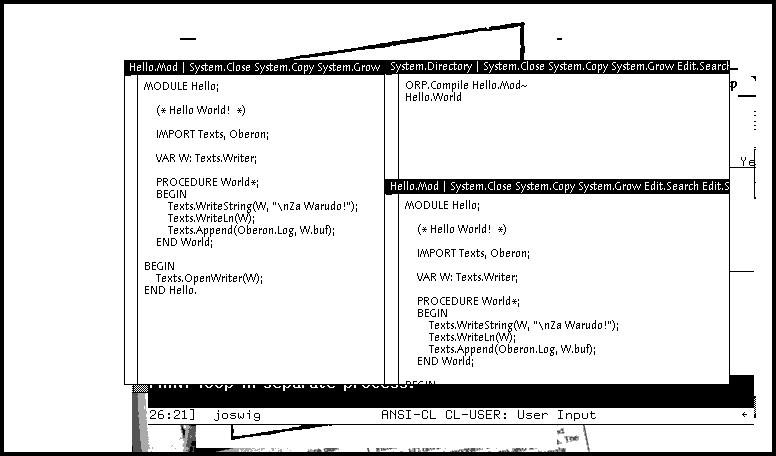 Hello.Mod | System.Close System.Copy System.Grow
MODULE Hello;
(* Hello World!  *)
IMPORT Texts, Oberon;
VAR W: Texts.Writer;
PROCEDURE World*;
BEGIN
Texts.WriteString(W, "\nZa Warudo!");
Texts.WriteLn(W);
Texts.Append(Oberon.Log, W.buf);
END World;
BEGIN
Texts.OpenWriter(W);
END Hello.
System.Directory | System.Close System.Copy System.Grow Edit.Search
ORP.Compile Hello.Mod~
Hello.World
Hello.Mod | System.Close System.Copy System.Grow Edit.Search Edit.S
MODULE Hello;
(* Hello World!  *)
IMPORT Texts, Oberon;
VAR W: Texts.Writer;
PROCEDURE World*;
BEGIN
Texts.WriteString(W, "\nZa Warudo!");
Texts.WriteLn(W);
Texts.Append(Oberon.Log, W.buf);
END World;
BEGIN
p
Ye
loop in separate process.
26:21] joswig ANSI-CL CL-USER: User Input